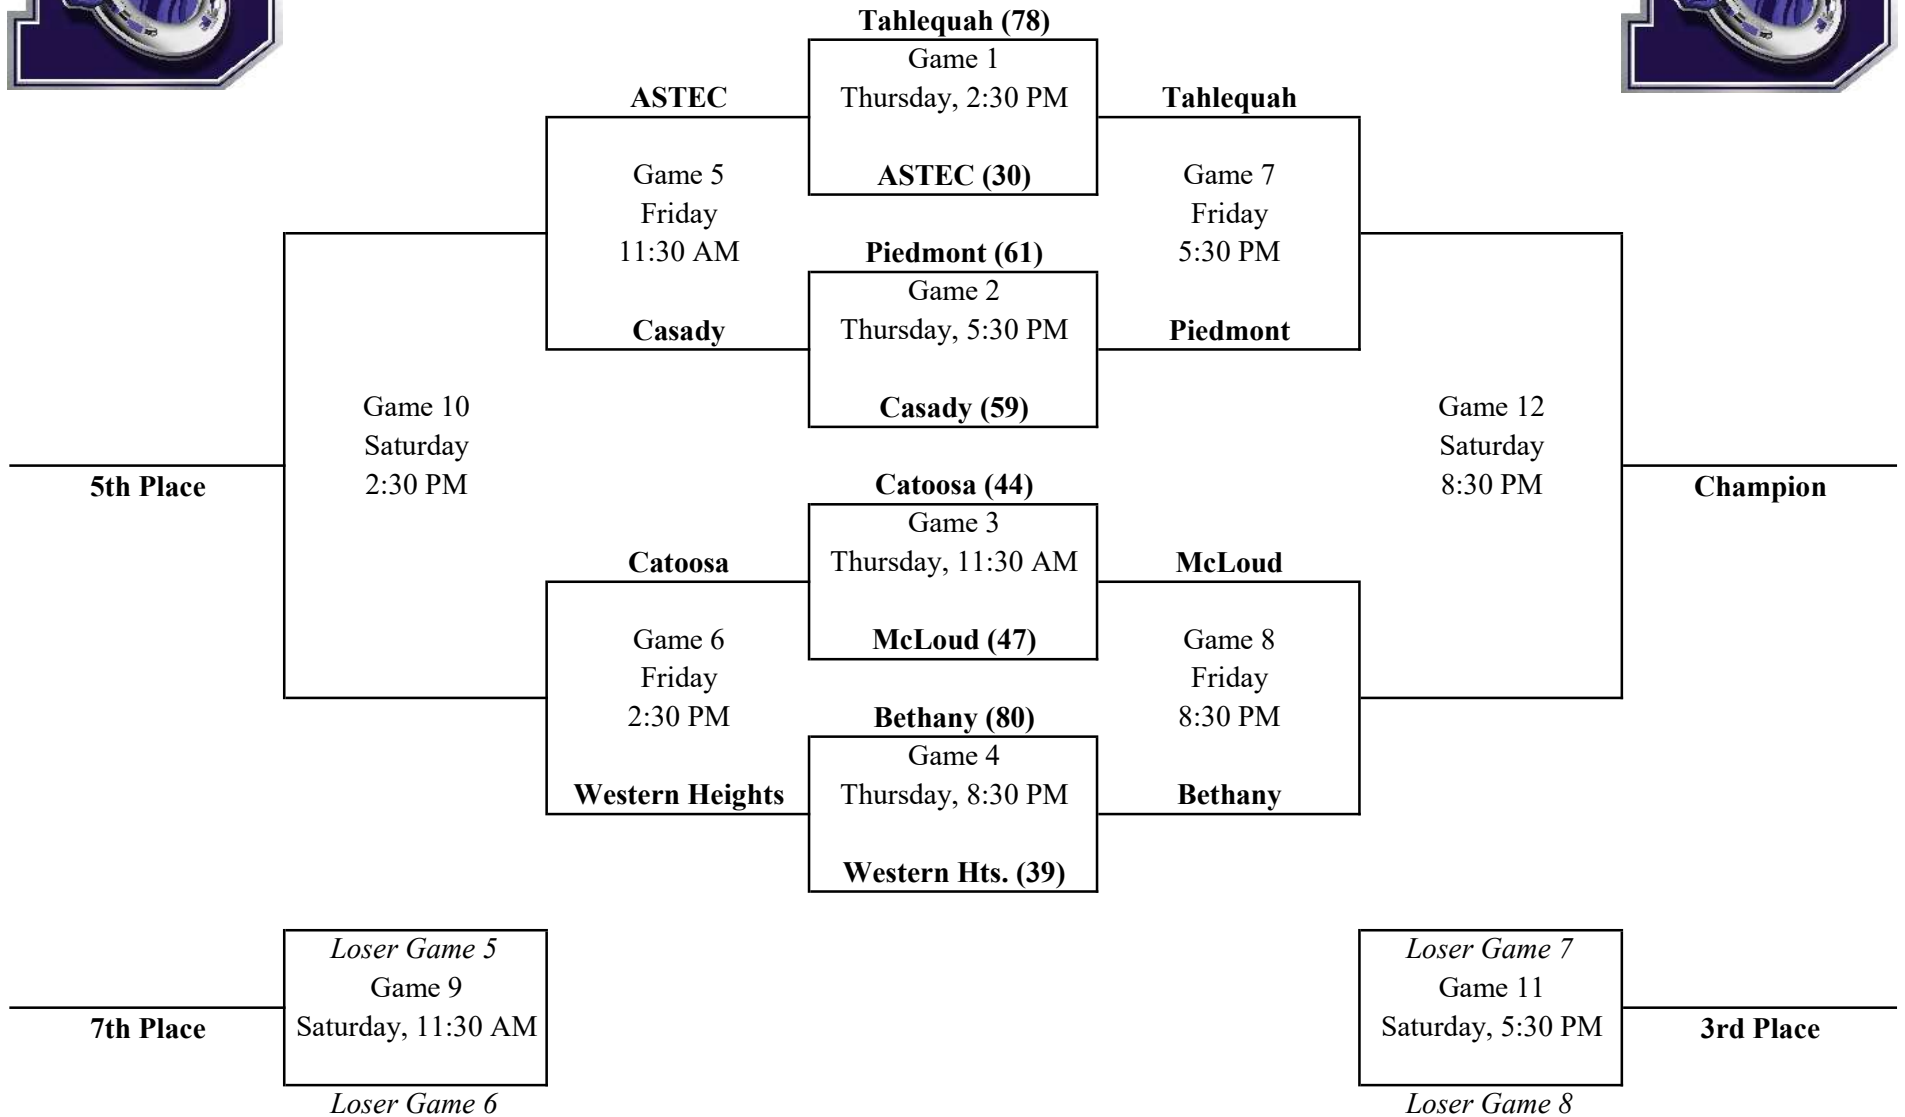 Tahlequah (78)
Game 1
ASTEC
Thursday, 2:30 PM
Tahlequah
Game 5
ASTEC (30)
Game 7
Friday
Friday
11:30 AM
Piedmont (61)
5:30 PM
Game 2
Casady
Thursday, 5:30 PM
Piedmont
Game 10
Casady (59)
Game 12
Saturday
Saturday
5th Place
2:30 PM
Catoosa (44)
8:30 PM
Champion
Game 3
Catoosa
Thursday, 11:30 AM
McLoud
Game 6
McLoud (47)
Game 8
Friday
Friday
2:30 PM
Bethany (80)
8:30 PM
Game 4
Western Heights
Thursday, 8:30 PM
Bethany
Western Hts. (39)
Loser Game 5
Loser Game 7
Game 9
Game 11
7th Place
Saturday, 11:30 AM
Saturday, 5:30 PM
3rd Place
Loser Game 6
Loser Game 8